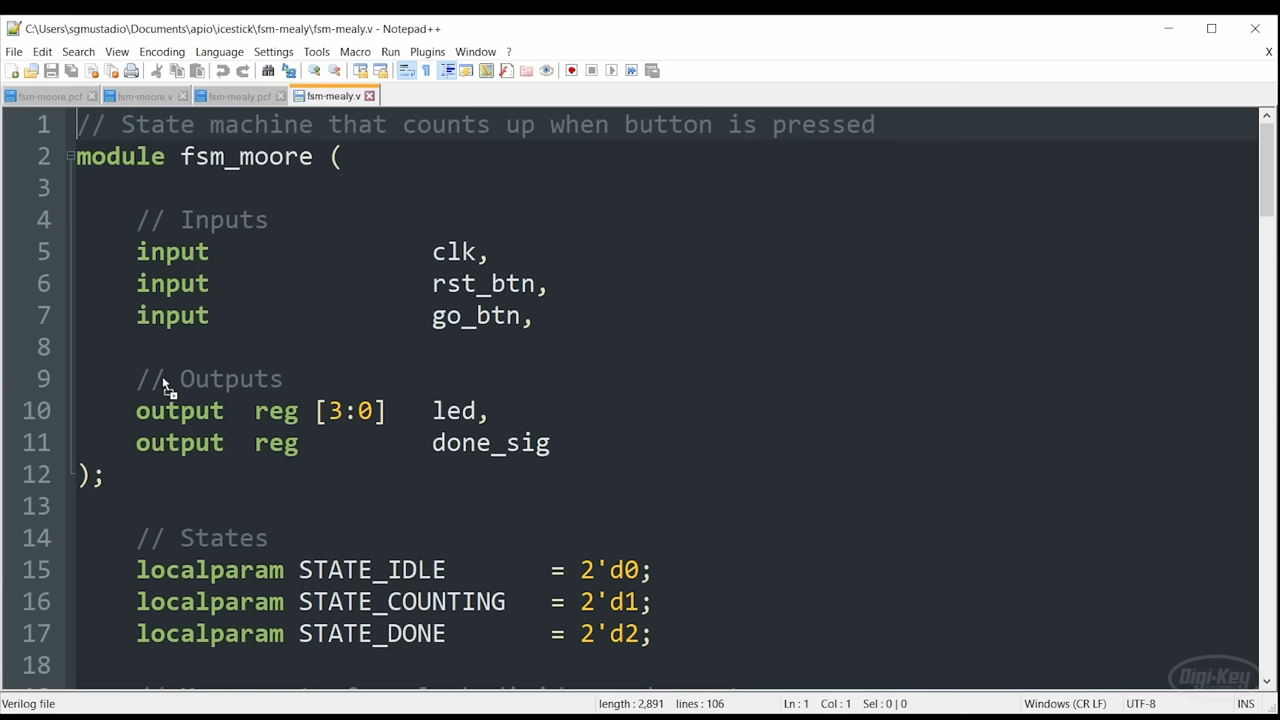 C:\Users\sgmustadio\Documents\apio\icestick\fsm-mealy\fsm-mealy.v - Notepad++
File Edit Search View Encoding Language Settings Tools Macro Run Plugins Window ? X
fsm-moore.pcf fsm-moore.v fsm-mealy.pcf fsm-mealy.v
1 // State machine that counts up when button is pressed
2 module fsm_moore (
3
4 // Inputs
5 input clk,
6 input rst_btn,
7 input go_btn,
8
9 // Outputs
10 output reg [3:0] led,
11 output reg done_sig
12 );
13
14 // States
15 localparam STATE_IDLE = 2'd0;
16 localparam STATE_COUNTING = 2'd1;
17 localparam STATE_DONE = 2'd2;
18
Digi-Key
Verilog file length : 2,891 lines : 106 Ln : 1 Col : 1 Sel : 0 | 0 Windows (CR LF) UTF-8 INS